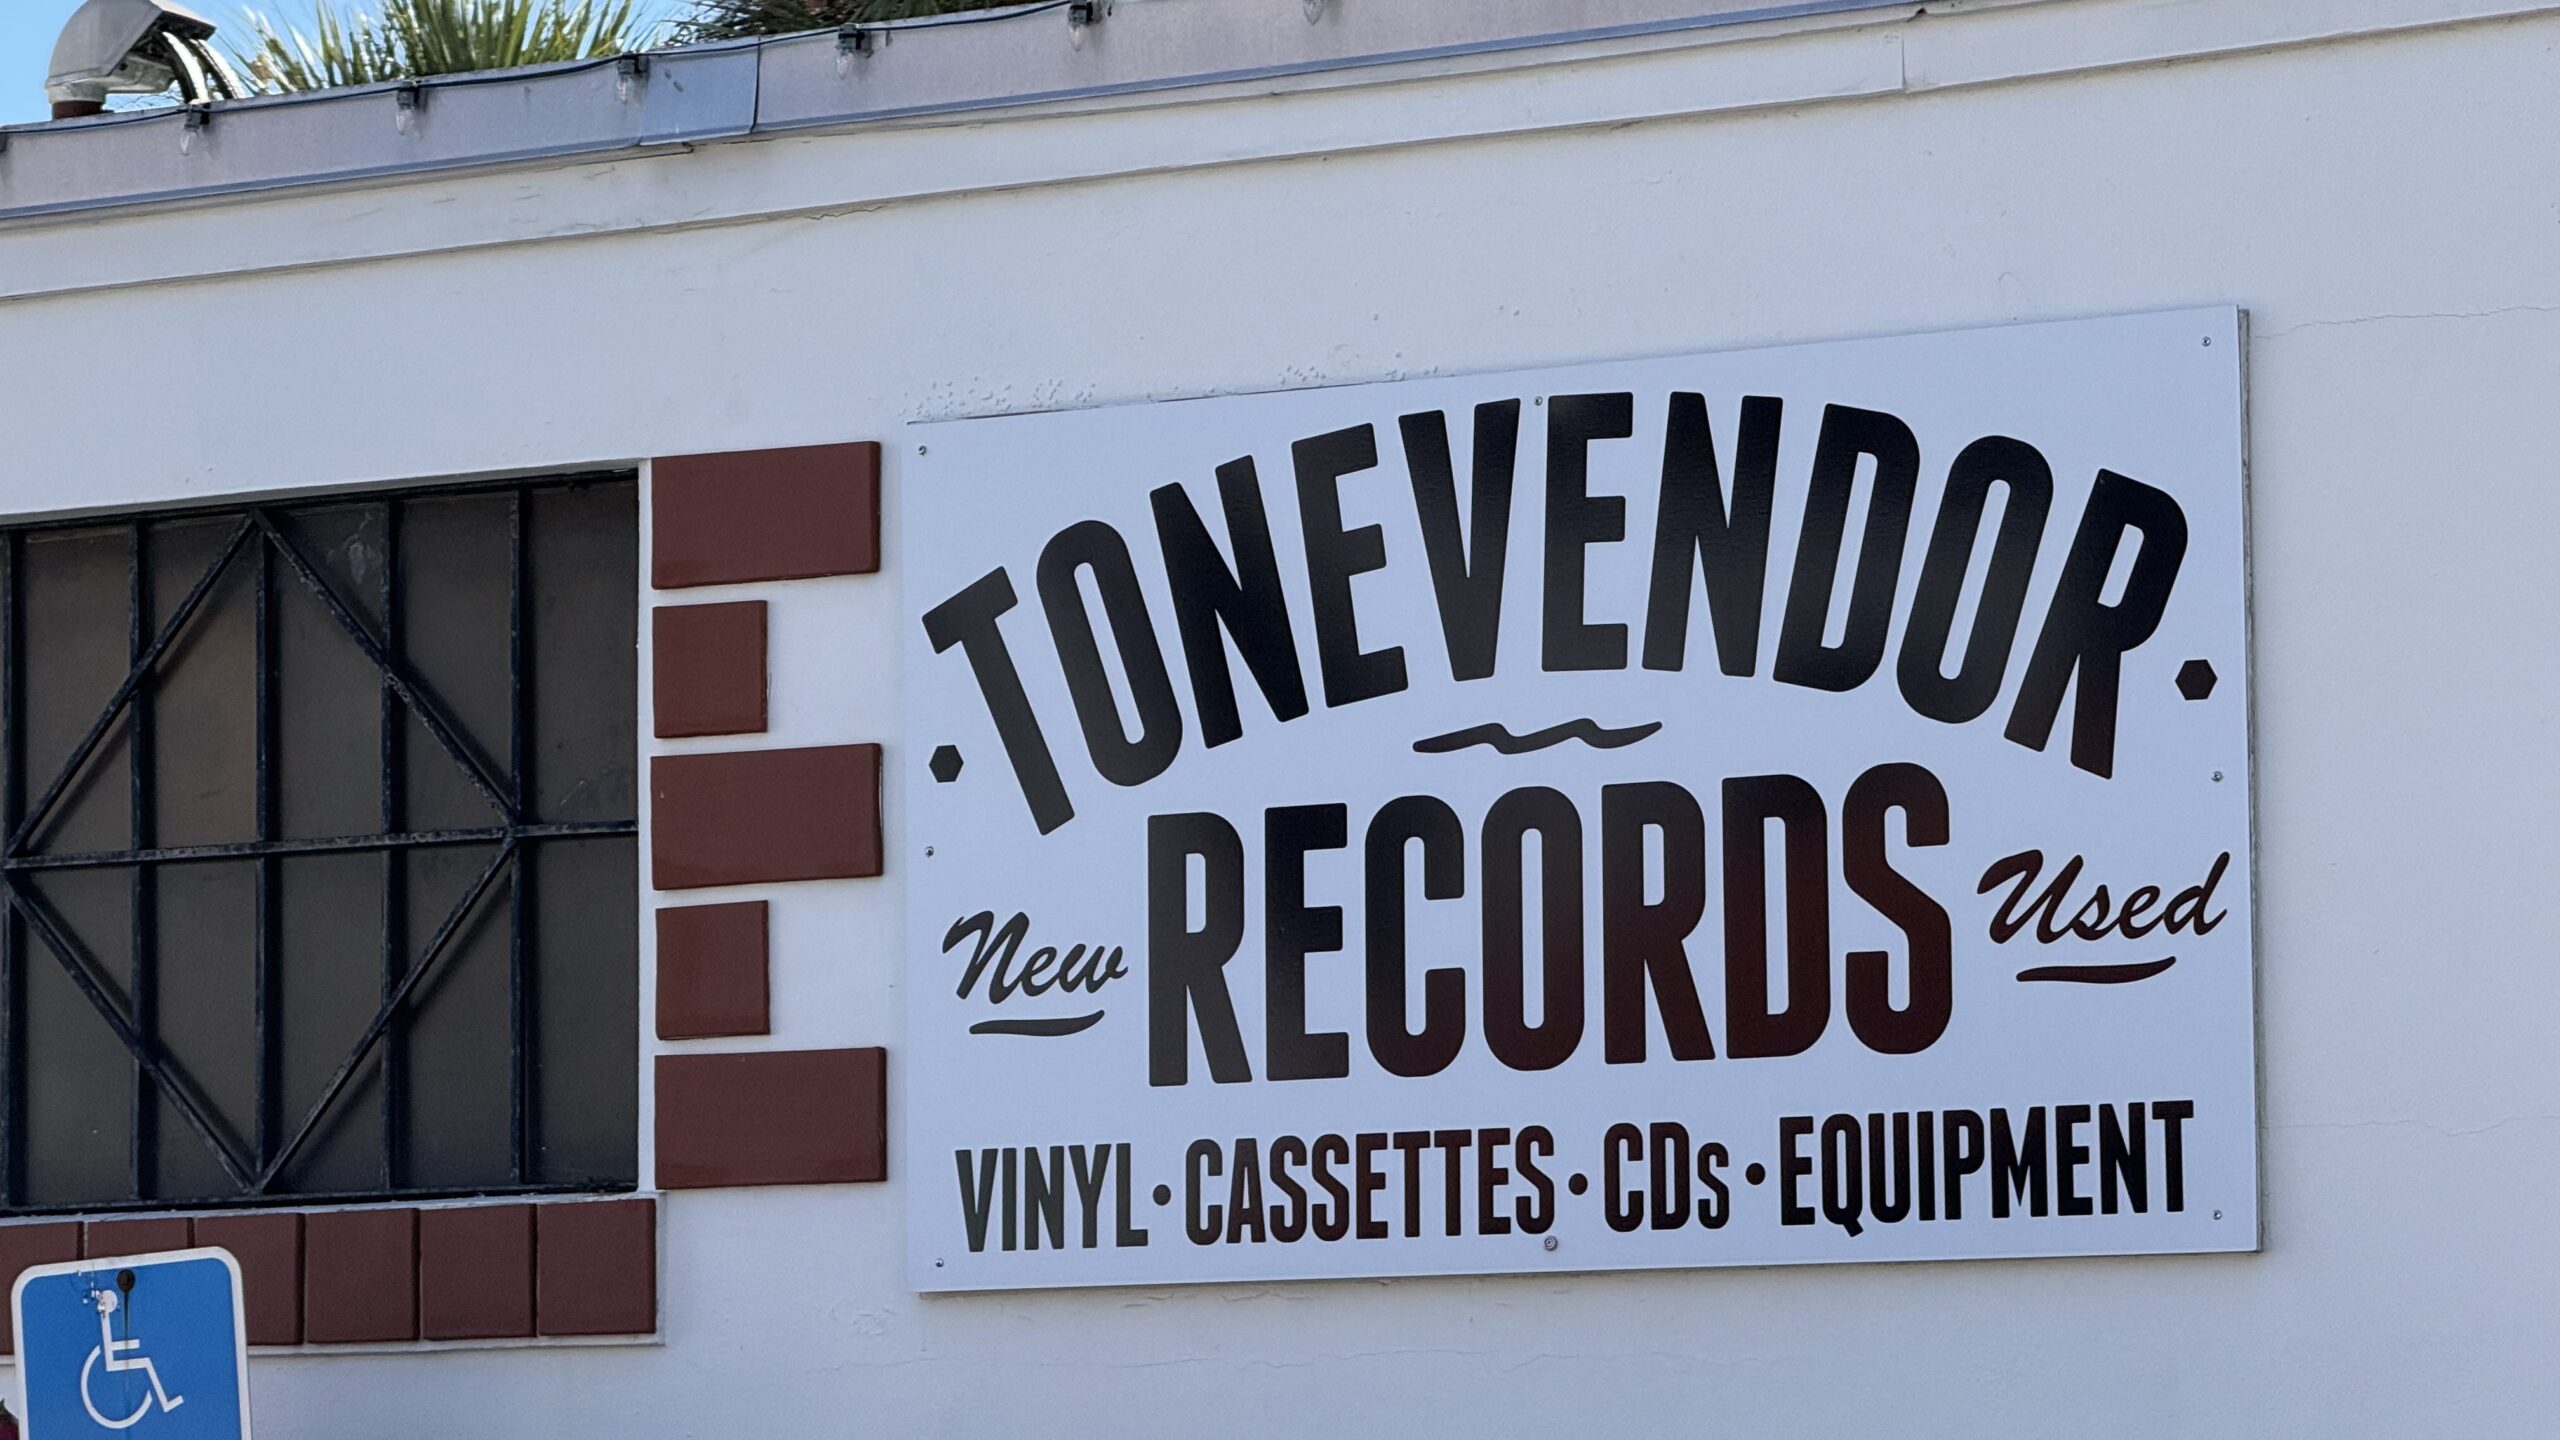 · TONEVENDOR ·
New RECORDS Used
VINYL · CASSETTES · CDs · EQUIPMENT